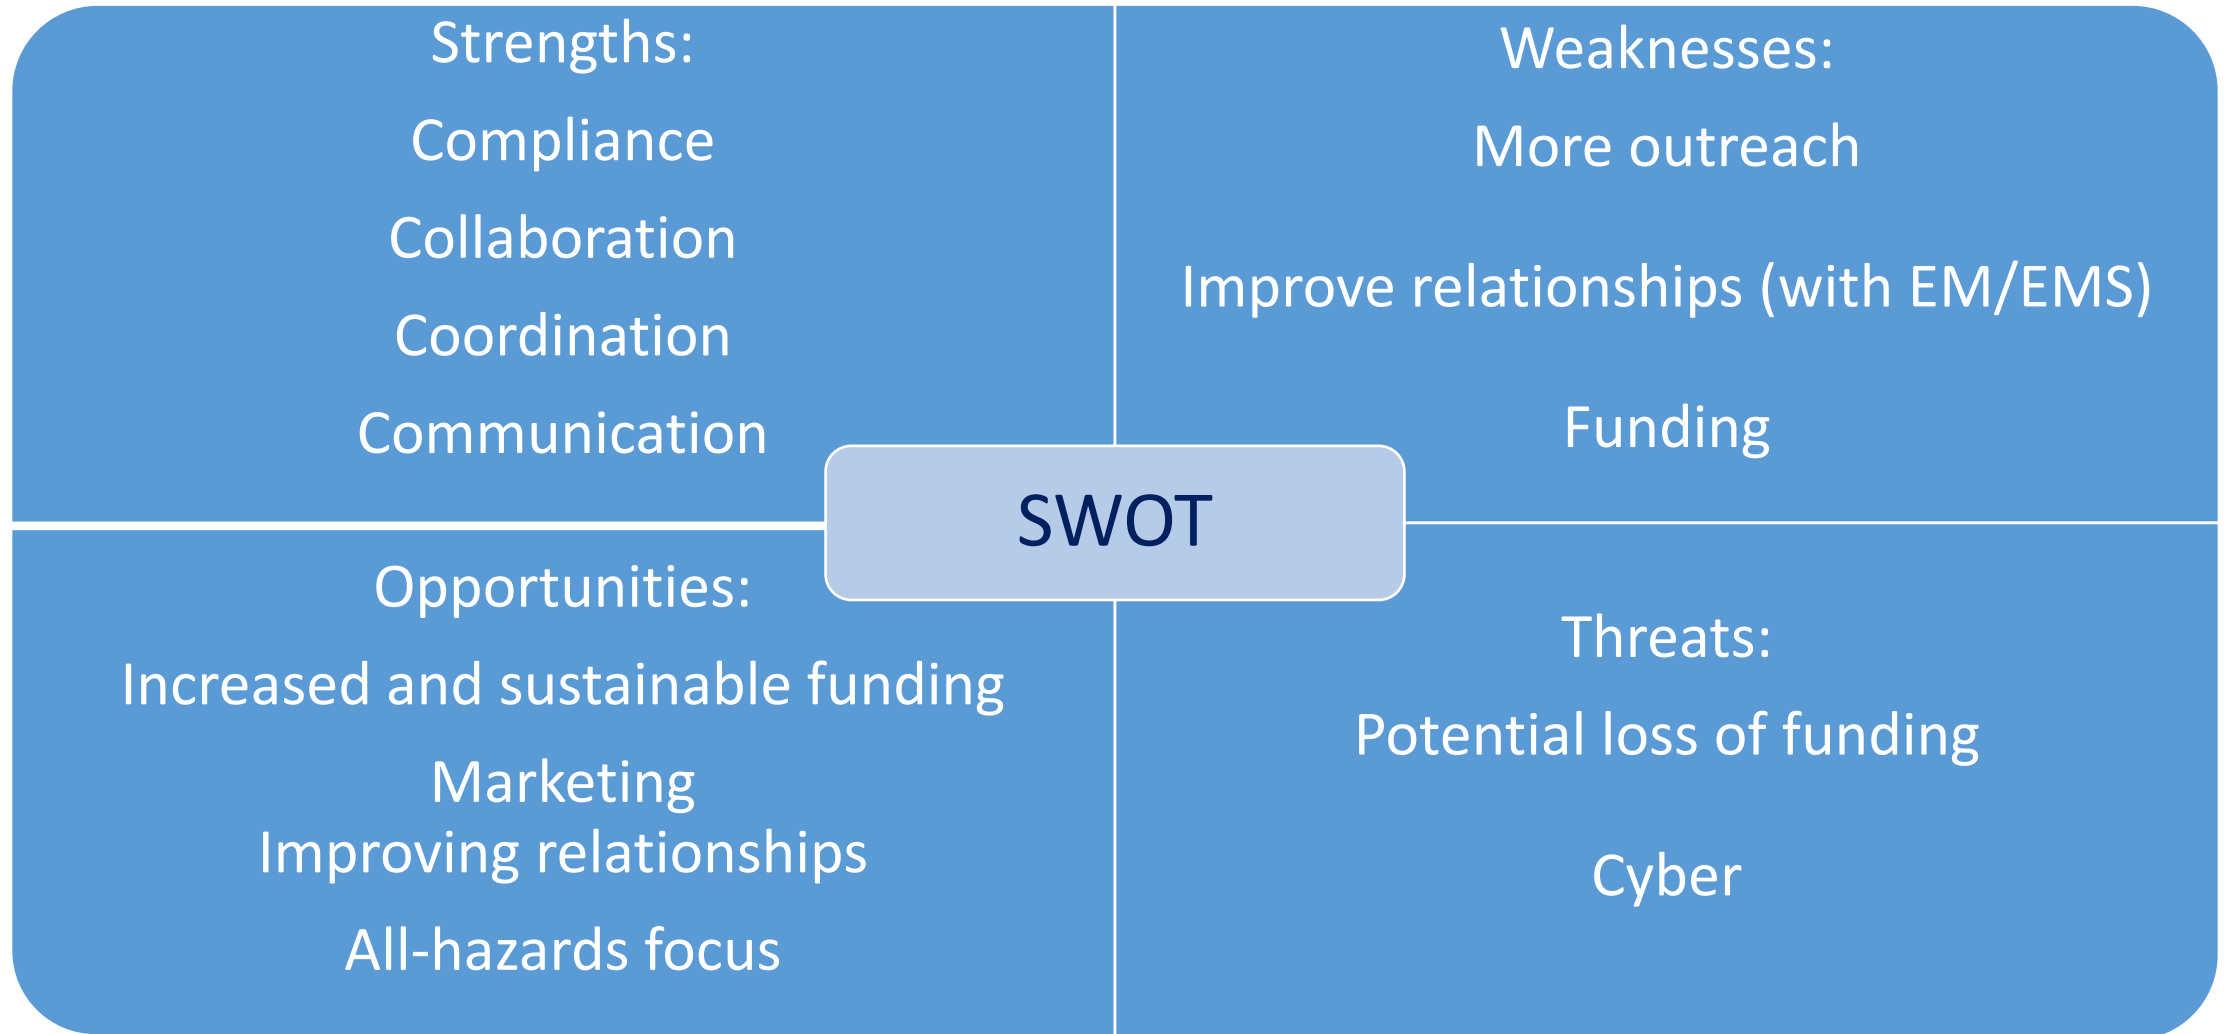 Strengths:
Compliance
Collaboration
Coordination
Communication
Weaknesses:
More outreach
Improve relationships (with EM/EMS)
Funding
SWOT
Opportunities:
Increased and sustainable funding
Marketing
Improving relationships
All-hazards focus
Threats:
Potential loss of funding
Cyber